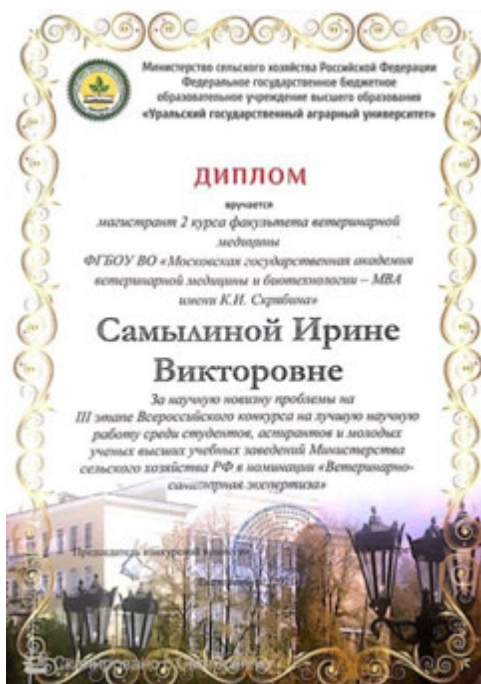 Министерство сельского хозяйства Российской Федерации
Федеральное государственное бюджетное
образовательное учреждение высшего образования
«Уральский государственный аграрный университет»
ДИПЛОМ
вручается
магистрант 2 курса факультета ветеринарной
медицины
ФГБОУ ВО «Московская государственная академия
ветеринарной медицины и биотехнологии – МВА
имени К.И. Скрябина»
Самылиной Ирине
Викторовне
За научную новизну проблемы на
III этапе Всероссийского конкурса на лучшую научную
работу среди студентов, аспирантов и молодых
ученых высших учебных заведений Министерства
сельского хозяйства РФ в номинации «Ветеринарно-
санитарная экспертиза»
Председатель конкурсной
Сканировано с